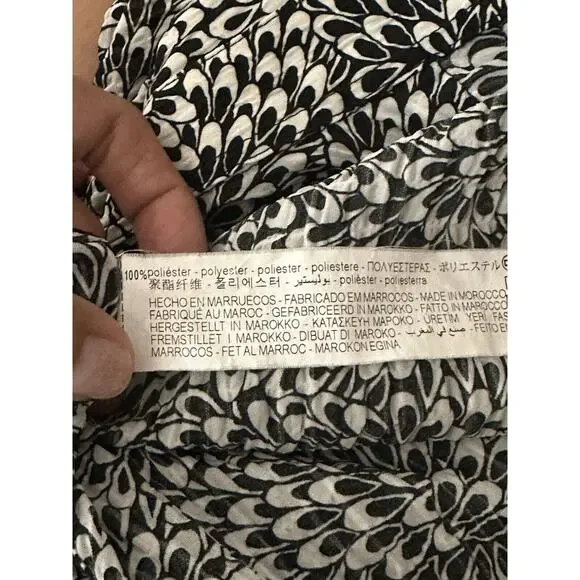 100%Poliéster - polyester - poliester - poliestere - ΠΟΛΥΕΣΤΕΡΑΣ - ポリエステル
聚酯纤维 - 폴리에스터 - بوليستير - poliéster - poliesterra
HECHO EN MARRUECOS - FABRICADO EM MARROCOS - MADE IN MOROCCO
FABRIQUÉ AU MAROC - GEFABRICEERD IN MAROKKO - FATTO IN MAROCCO
HERGESTELLT IN MAROKKO - ΚΑΤΑΣΚΕΥΗ ΜΑΡΟΚΟ - URETIM YERI FAS
FREMSTILLET I MAROKKO - DIBUAT DI MAROKO - صنع في المغرب - FEITO EN
MARROCOS - FET AL MARROC - MAROKON EGINA